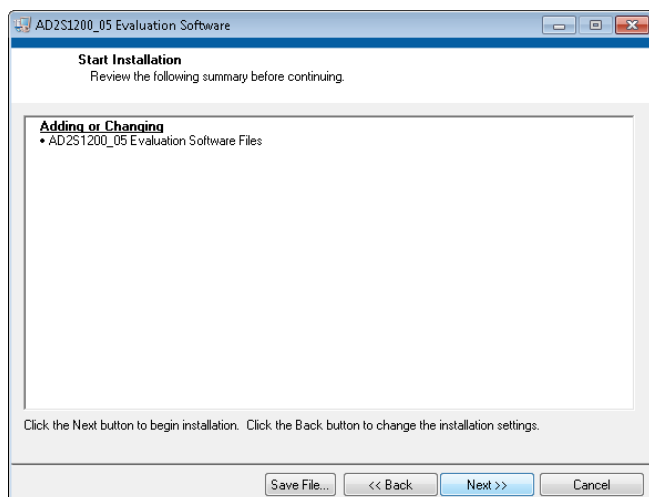 AD2S1200_05 Evaluation Software
Start Installation
Review the following summary before continuing.
Adding or Changing
• AD2S1200_05 Evaluation Software Files
Click the Next button to begin installation. Click the Back button to change the installation settings.
Save File... << Back Next >> Cancel